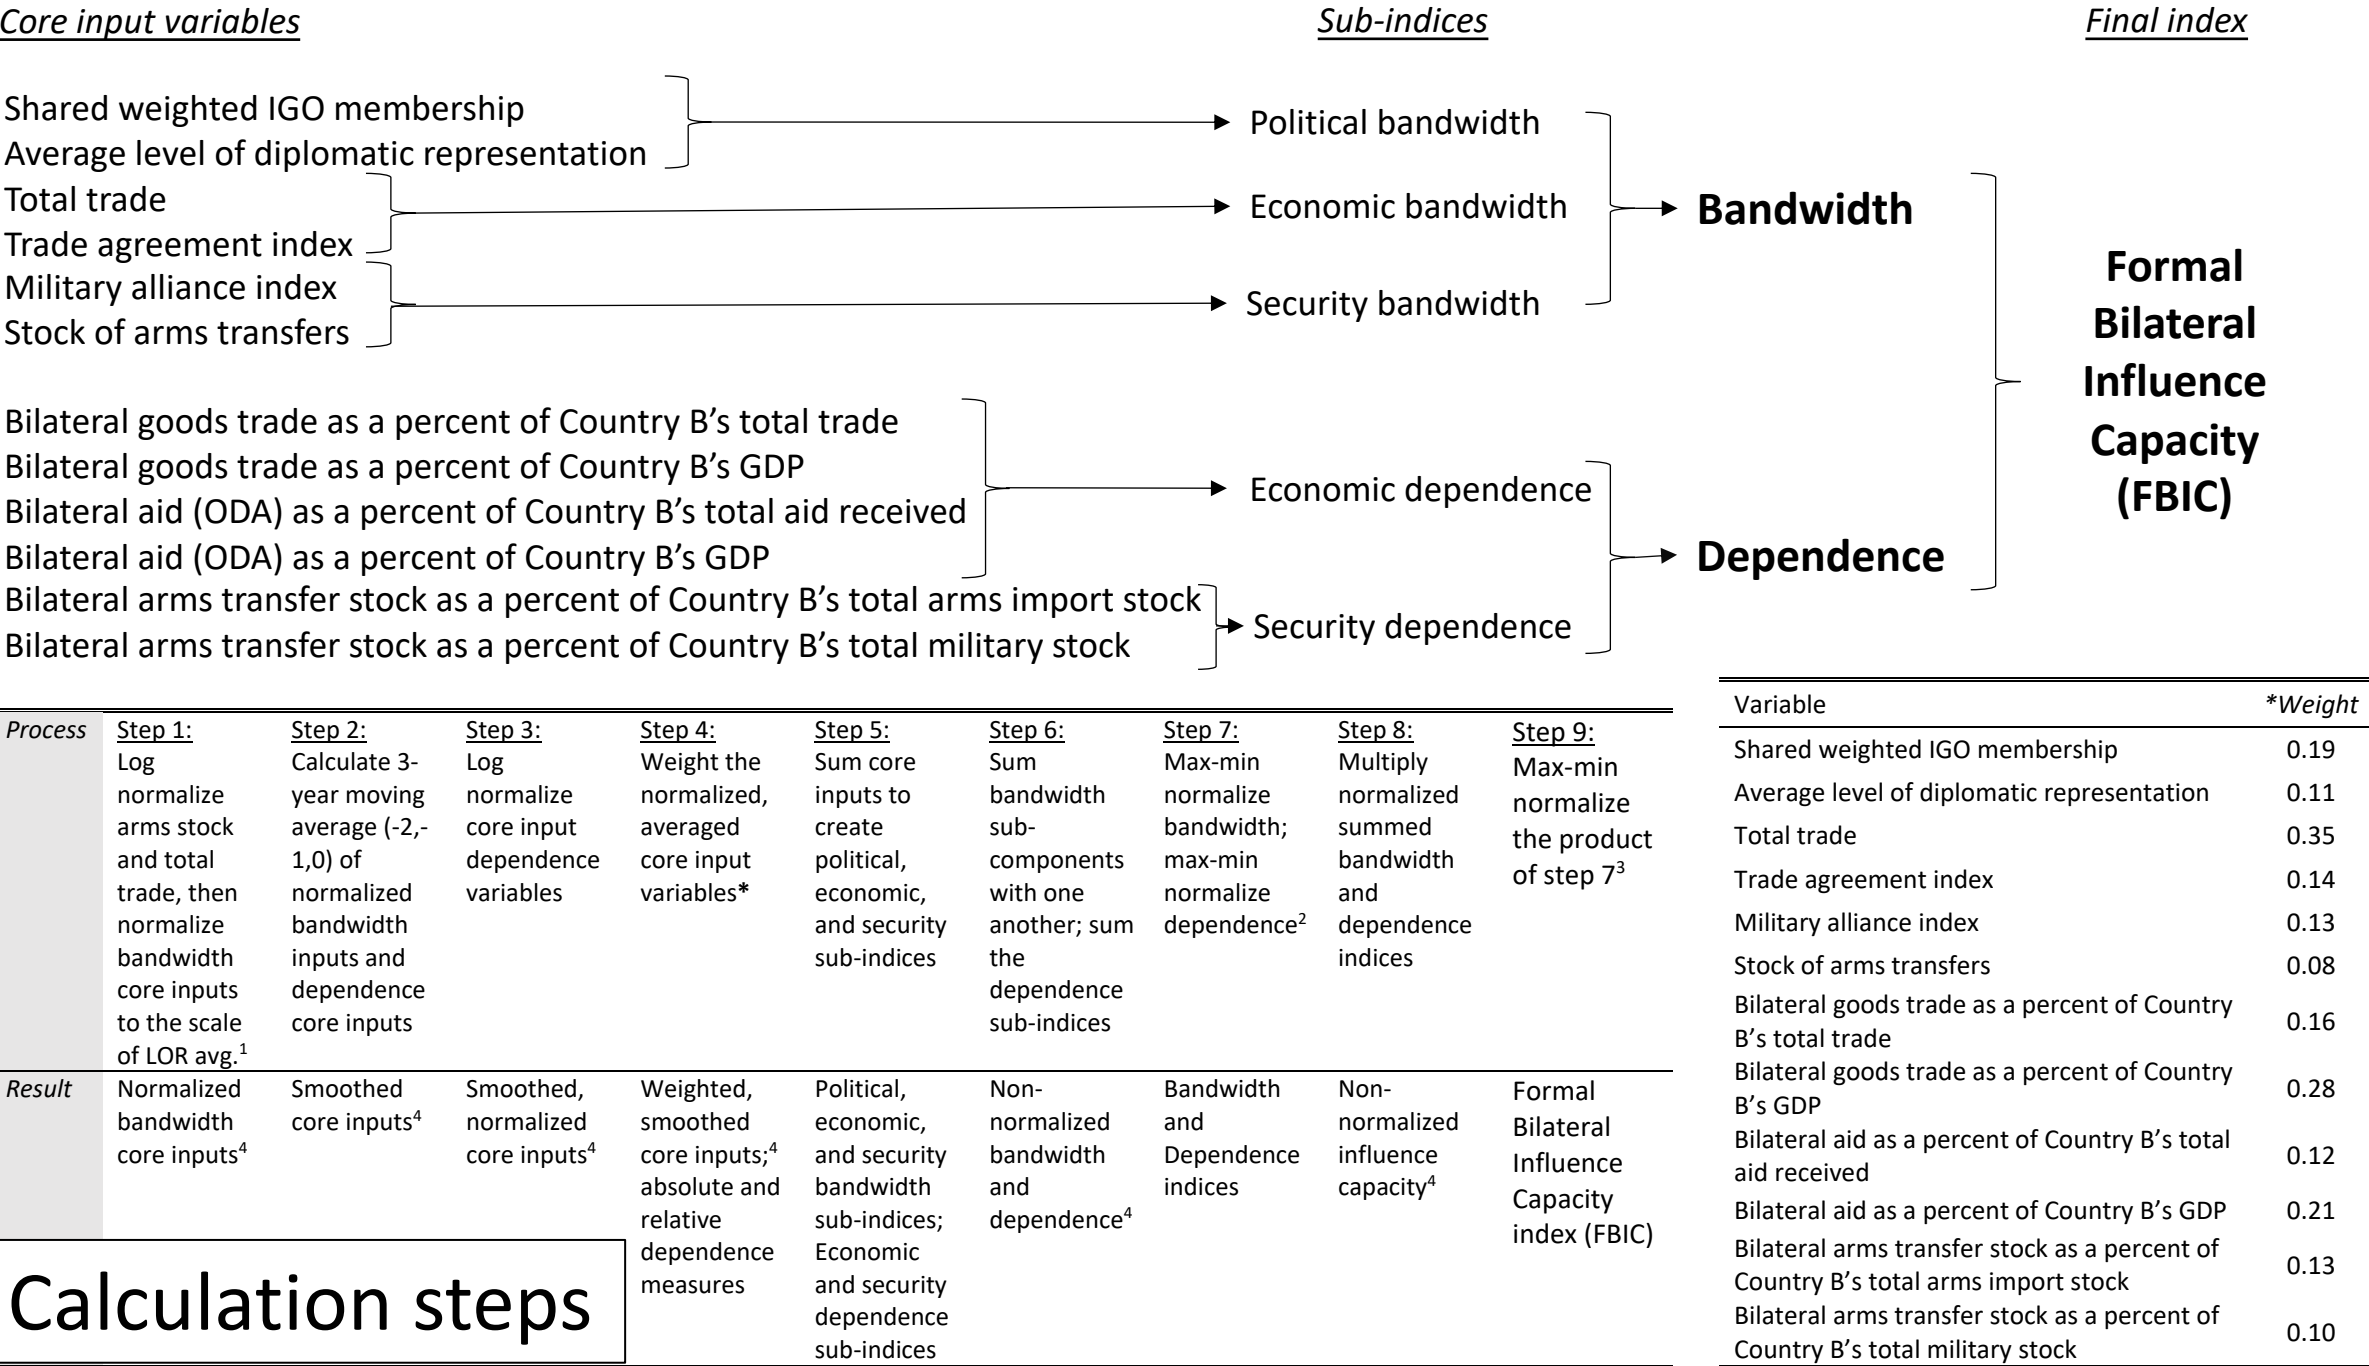 Core input variables
Sub-indices
Final index
Shared weighted IGO membership
Average level of diplomatic representation
Total trade
Trade agreement index
Military alliance index
Stock of arms transfers
Political bandwidth
Economic bandwidth
Security bandwidth
Bandwidth
Bilateral goods trade as a percent of Country B’s total trade
Bilateral goods trade as a percent of Country B’s GDP
Bilateral aid (ODA) as a percent of Country B’s total aid received
Bilateral aid (ODA) as a percent of Country B’s GDP
Bilateral arms transfer stock as a percent of Country B’s total arms import stock
Bilateral arms transfer stock as a percent of Country B’s total military stock
Economic dependence
Security dependence
Dependence
Formal
Bilateral
Influence
Capacity
(FBIC)
Process
Step 1:
Log
normalize
arms stock
and total
trade, then
normalize
bandwidth
core inputs
to the scale
of LOR avg.1
Step 2:
Calculate 3-
year moving
average (-2,-
1,0) of
normalized
bandwidth
inputs and
dependence
core inputs
Step 3:
Log
normalize
core input
dependence
variables
Step 4:
Weight the
normalized,
averaged
core input
variables*
Step 5:
Sum core
inputs to
create
political,
economic,
and security
sub-indices
Step 6:
Sum
bandwidth
sub-
components
with one
another; sum
the
dependence
sub-indices
Step 7:
Max-min
normalize
bandwidth;
max-min
normalize
dependence2
Step 8:
Multiply
normalized
summed
bandwidth
and
dependence
indices
Step 9:
Max-min
normalize
the product
of step 73
Result
Normalized
bandwidth
core inputs4
Smoothed
core inputs4
Smoothed,
normalized
core inputs4
Weighted,
smoothed
core inputs;4
absolute and
relative
dependence
measures
Political,
economic,
and security
bandwidth
sub-indices;
Economic
and security
dependence
sub-indices
Non-
normalized
bandwidth
and
dependence4
Bandwidth
and
Dependence
indices
Non-
normalized
influence
capacity4
Formal
Bilateral
Influence
Capacity
index (FBIC)
Calculation steps
Variable *Weight
Shared weighted IGO membership 0.19
Average level of diplomatic representation 0.11
Total trade 0.35
Trade agreement index 0.14
Military alliance index 0.13
Stock of arms transfers 0.08
Bilateral goods trade as a percent of Country
B’s total trade 0.16
Bilateral goods trade as a percent of Country
B’s GDP 0.28
Bilateral aid as a percent of Country B’s total
aid received 0.12
Bilateral aid as a percent of Country B’s GDP 0.21
Bilateral arms transfer stock as a percent of
Country B’s total arms import stock 0.13
Bilateral arms transfer stock as a percent of
Country B’s total military stock 0.10